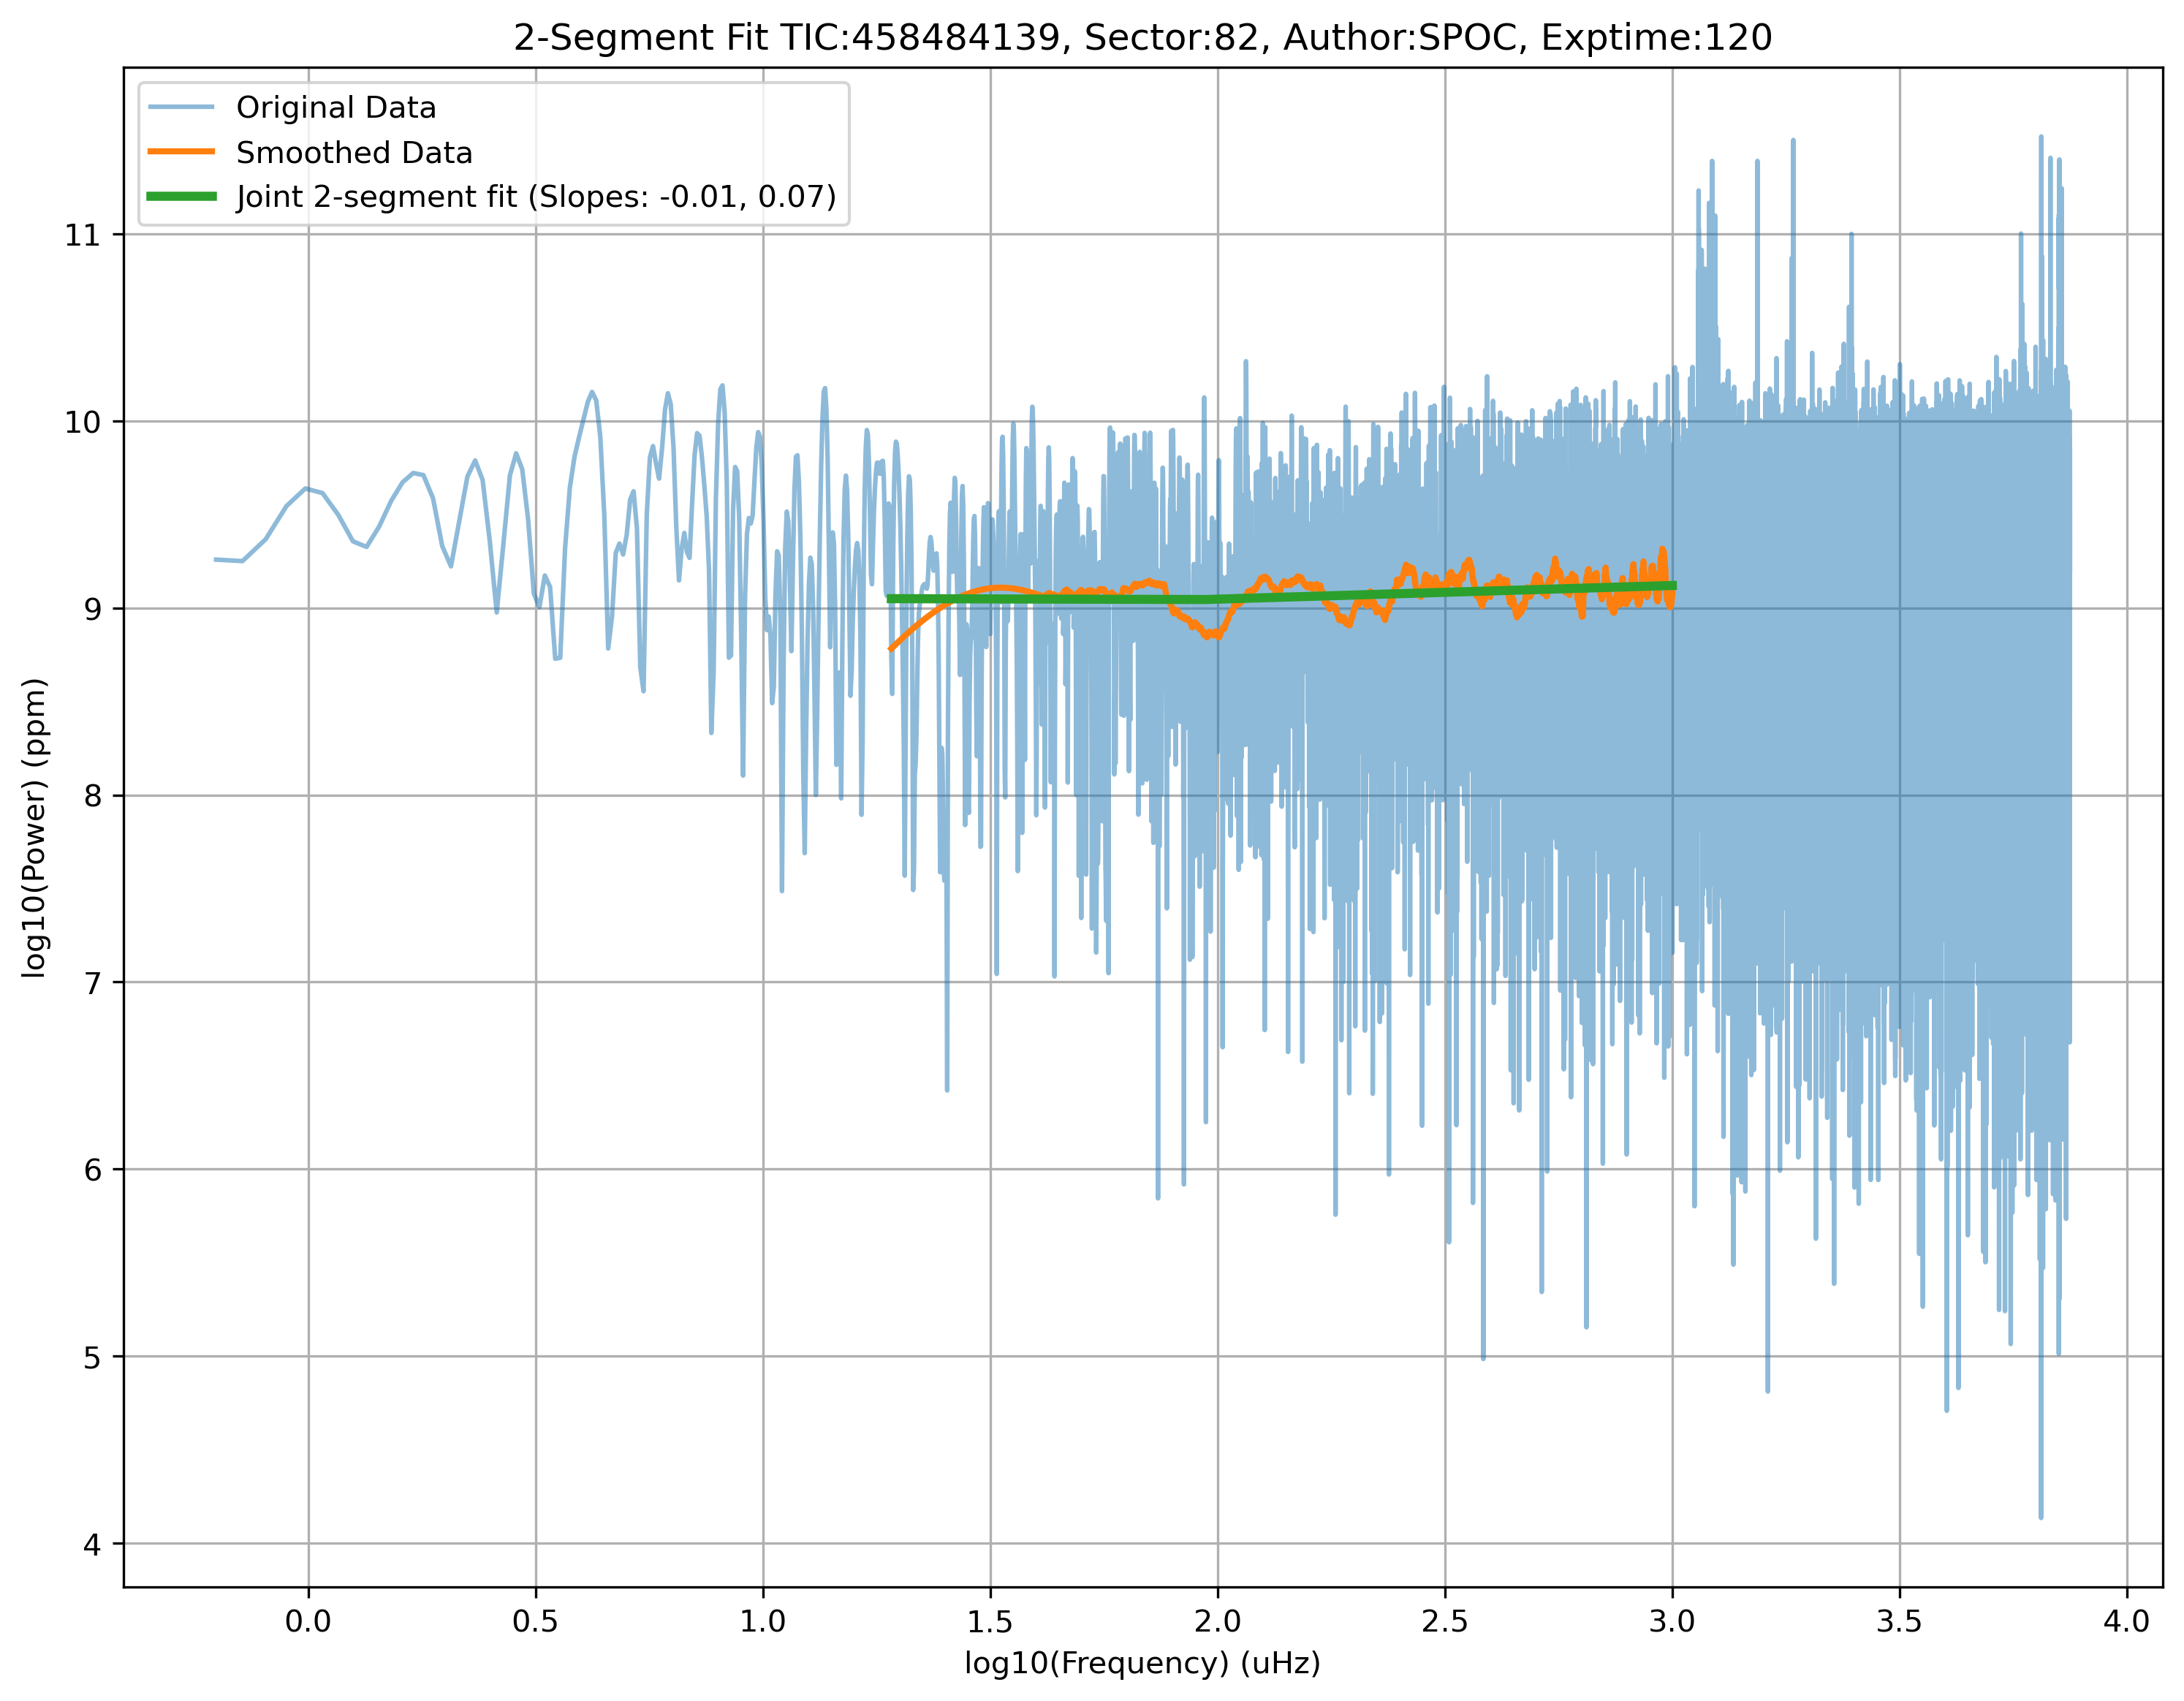 2-Segment Fit TIC:458484139, Sector:82, Author:SPOC, Exptime:120
Original Data
Smoothed Data
Joint 2-segment fit (Slopes: -0.01, 0.07)
log10(Power) (ppm)
11
10
9
8
7
6
5
4
0.0 0.5 1.0 1.5 2.0 2.5 3.0 3.5 4.0
log10(Frequency) (uHz)